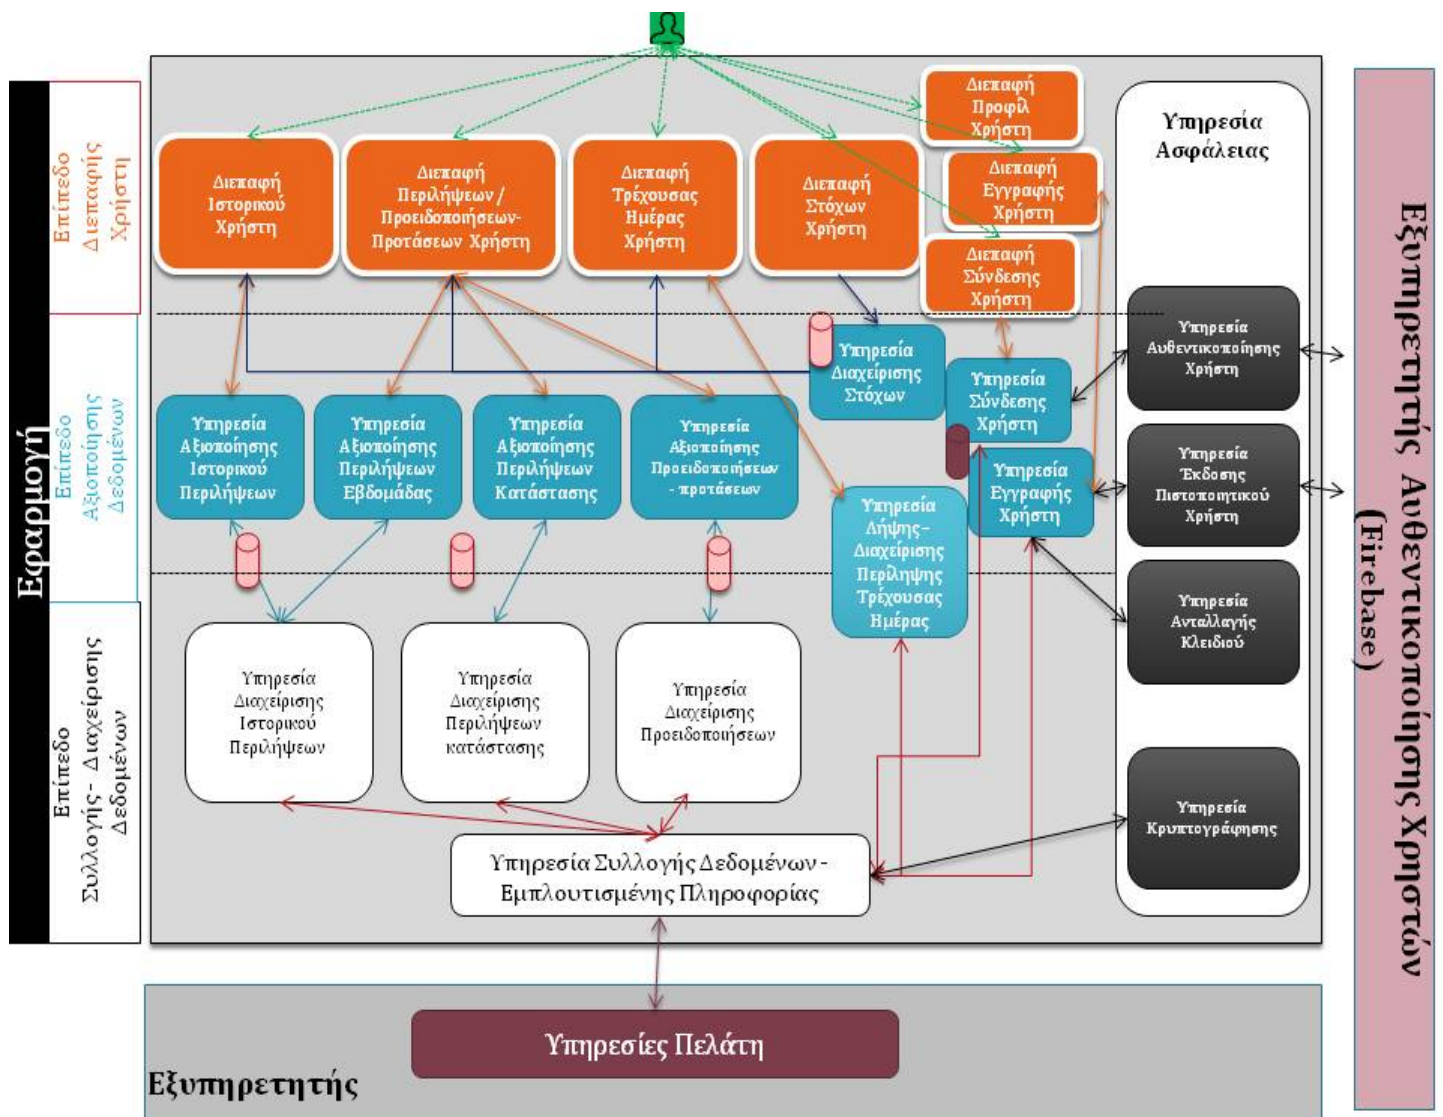 Εφαρμογή
Επίπεδο
Διεπαφής
Χρήστη
Επίπεδο
Αξιοποίησης
Δεδομένων
Επίπεδο
Συλλογής - Διαχείρισης
Δεδομένων
Διεπαφή
Ιστορικού
Χρήστη
Διεπαφή
Περιλήψεων /
Προειδοποιήσεων-
Προτάσεων Χρήστη
Διεπαφή
Τρέχουσας
Ημέρας
Χρήστη
Διεπαφή
Στόχων
Χρήστη
Διεπαφή
Προφίλ
Χρήστη
Διεπαφή
Εγγραφής
Χρήστη
Διεπαφή
Σύνδεσης
Χρήστη
Υπηρεσία
Αξιοποίησης
Ιστορικού
Περιλήψεων
Υπηρεσία
Αξιοποίησης
Περιλήψεων
Εβδομάδας
Υπηρεσία
Αξιοποίησης
Περιλήψεων
Κατάστασης
Υπηρεσία
Αξιοποίησης
Προειδοποιήσεων
- προτάσεων
Υπηρεσία
Διαχείρισης
Στόχων
Υπηρεσία
Σύνδεσης
Χρήστη
Υπηρεσία
Εγγραφής
Χρήστη
Υπηρεσία
Λήψης–
Διαχείρισης
Περίληψης
Τρέχουσας
Ημέρας
Υπηρεσία
Διαχείρισης
Ιστορικού
Περιλήψεων
Υπηρεσία
Διαχείρισης
Περιλήψεων
κατάστασης
Υπηρεσία
Διαχείρισης
Προειδοποιήσεων
Υπηρεσία Συλλογής Δεδομένων -
Εμπλουτισμένης Πληροφορίας
Υπηρεσία
Ασφάλειας
Υπηρεσία
Αυθεντικοποίησης
Χρήστη
Υπηρεσία
Έκδοσης
Πιστοποιητικού
Χρήστη
Υπηρεσία
Ανταλλαγής
Κλειδιού
Υπηρεσία
Κρυπτογράφησης
Εξυπηρετητής Αυθεντικοποίησης Χρηστών
(Firebase)
Υπηρεσίες Πελάτη
Εξυπηρετητής